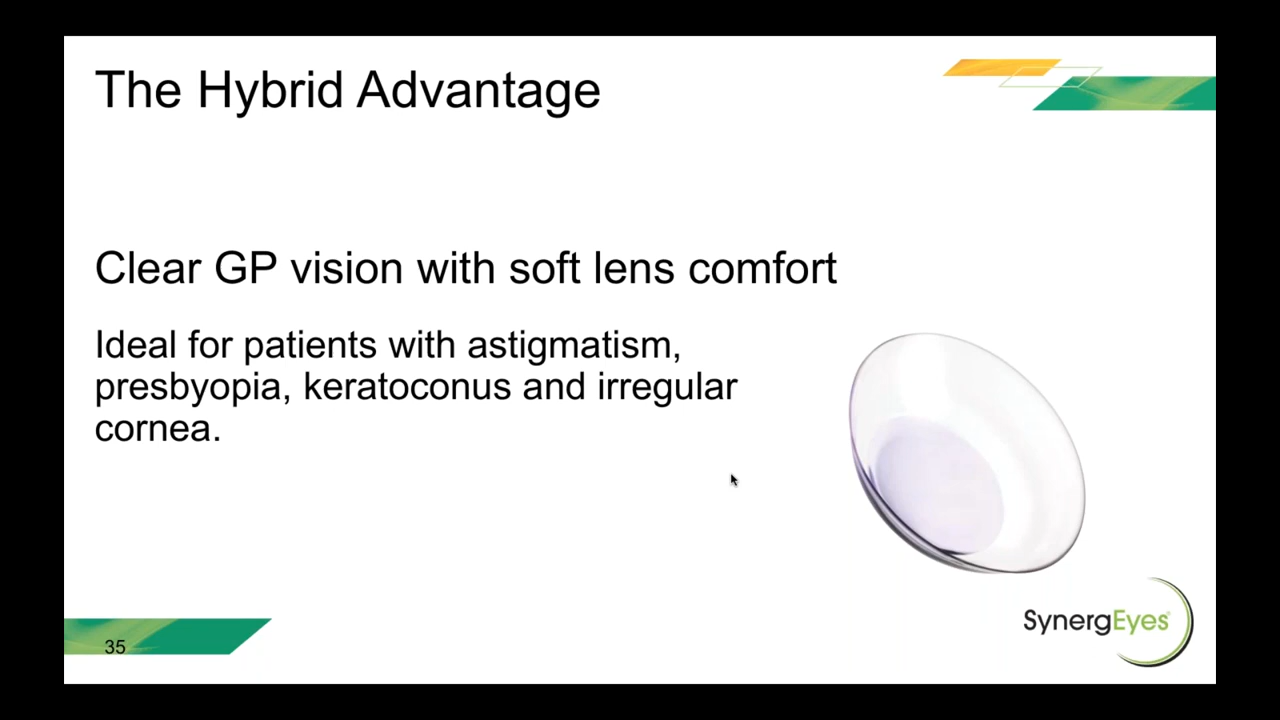 The Hybrid Advantage
Clear GP vision with soft lens comfort
Ideal for patients with astigmatism,
presbyopia, keratoconus and irregular
cornea.
35
SynergEyes®